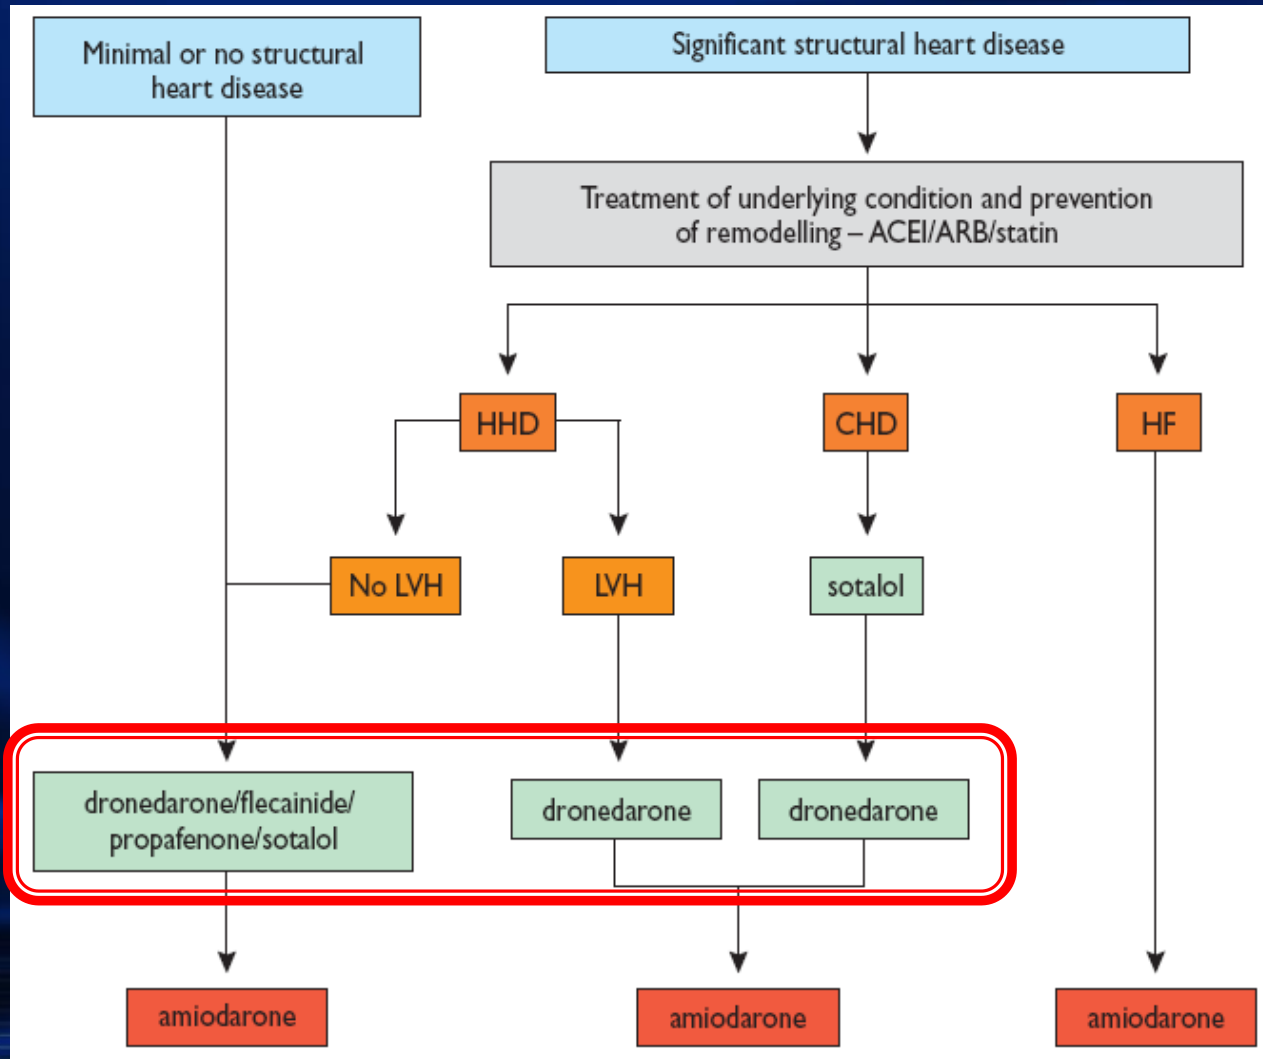 Minimal or no structural
heart disease
Significant structural heart disease
Treatment of underlying condition and prevention
of remodelling – ACEI/ARB/statin
HHD
CHD
HF
No LVH
LVH
sotalol
dronedarone/flecainide/
propafenone/sotalol
dronedarone
dronedarone
amiodarone
amiodarone
amiodarone